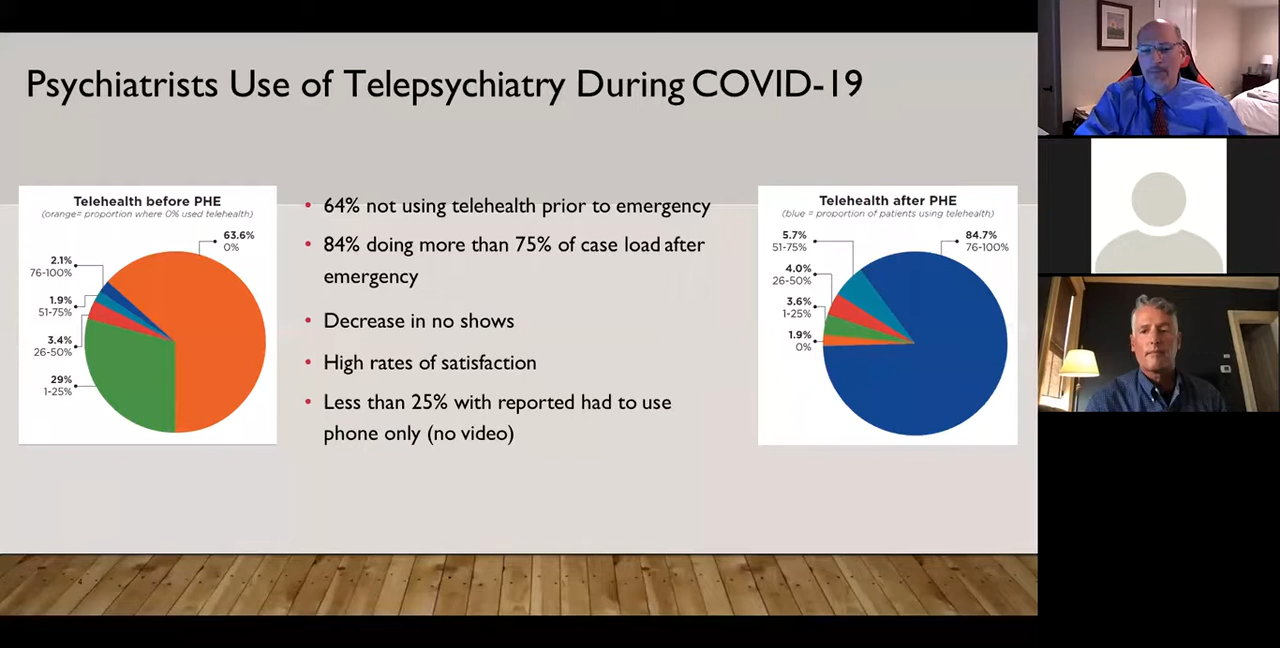 Psychiatrists Use of Telepsychiatry During COVID-19
Telehealth before PHE
(orange= proportion where 0% used telehealth)
63.6%
0%
2.1%
76-100%
1.9%
51-75%
3.4%
26-50%
29%
1-25%
• 64% not using telehealth prior to emergency
• 84% doing more than 75% of case load after
emergency
• Decrease in no shows
• High rates of satisfaction
• Less than 25% with reported had to use
phone only (no video)
Telehealth after PHE
(blue = proportion of patients using telehealth)
5.7%
51-75%
84.7%
76-100%
4.0%
26-50%
3.6%
1-25%
1.9%
0%